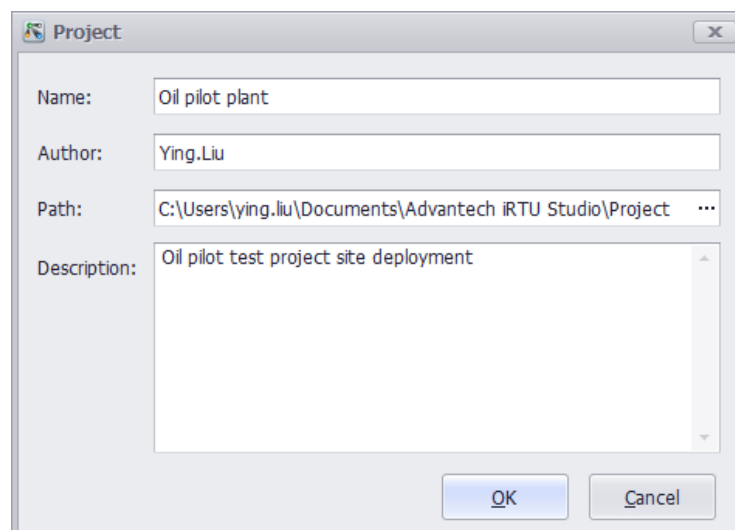 Project
Name: Oil pilot plant
Author: Ying.Liu
Path: C:\Users\ying.liu\Documents\Advantech iRTU Studio\Project ...
Description: Oil pilot test project site deployment
OK Cancel